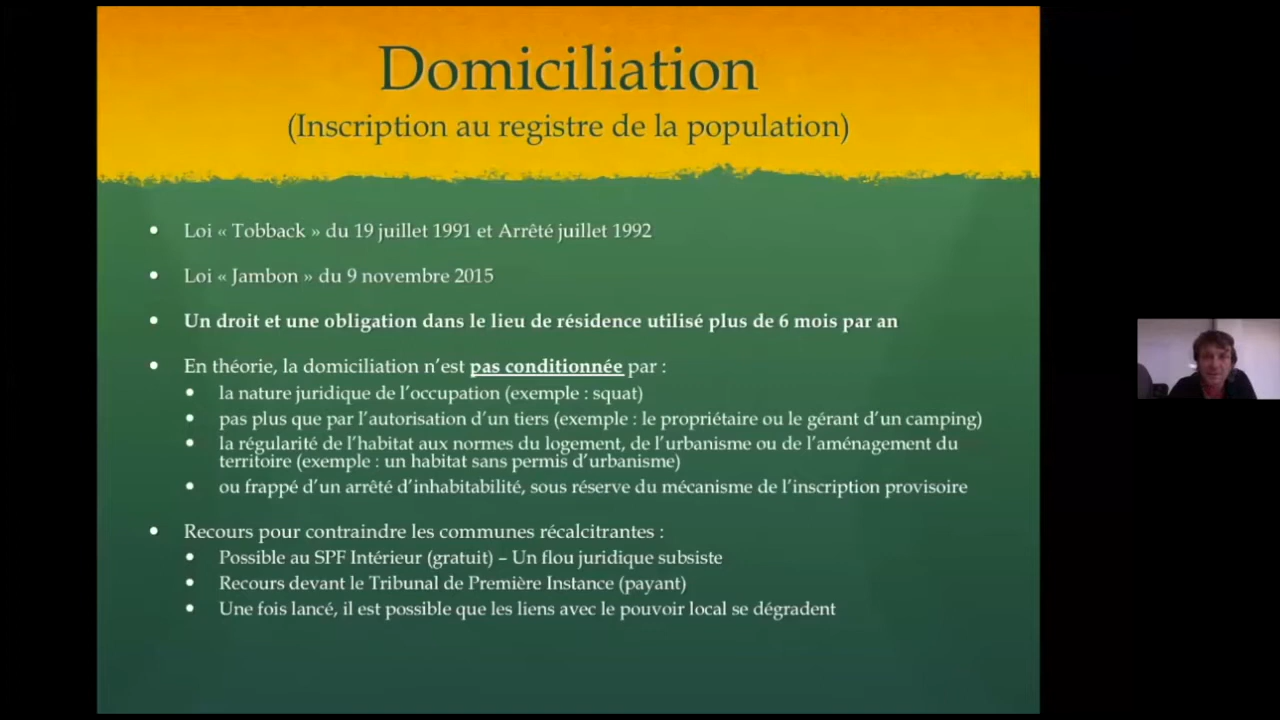 Domiciliation
(Inscription au registre de la population)
• Loi « Tobback » du 19 juillet 1991 et Arrêté juillet 1992
• Loi « Jambon » du 9 novembre 2015
• Un droit et une obligation dans le lieu de résidence utilisé plus de 6 mois par an
• En théorie, la domiciliation n’est pas conditionnée par :
• la nature juridique de l’occupation (exemple : squat)
• pas plus que par l’autorisation d’un tiers (exemple : le propriétaire ou le gérant d’un camping)
• la régularité de l’habitat aux normes du logement, de l’urbanisme ou de l’aménagement du
territoire (exemple : un habitat sans permis d’urbanisme)
• ou frappé d’un arrêté d’inhabitabilité, sous réserve du mécanisme de l’inscription provisoire
• Recours pour contraindre les communes récalcitrantes :
• Possible au SPF Intérieur (gratuit) – Un flou juridique subsiste
• Recours devant le Tribunal de Première Instance (payant)
• Une fois lancé, il est possible que les liens avec le pouvoir local se dégradent